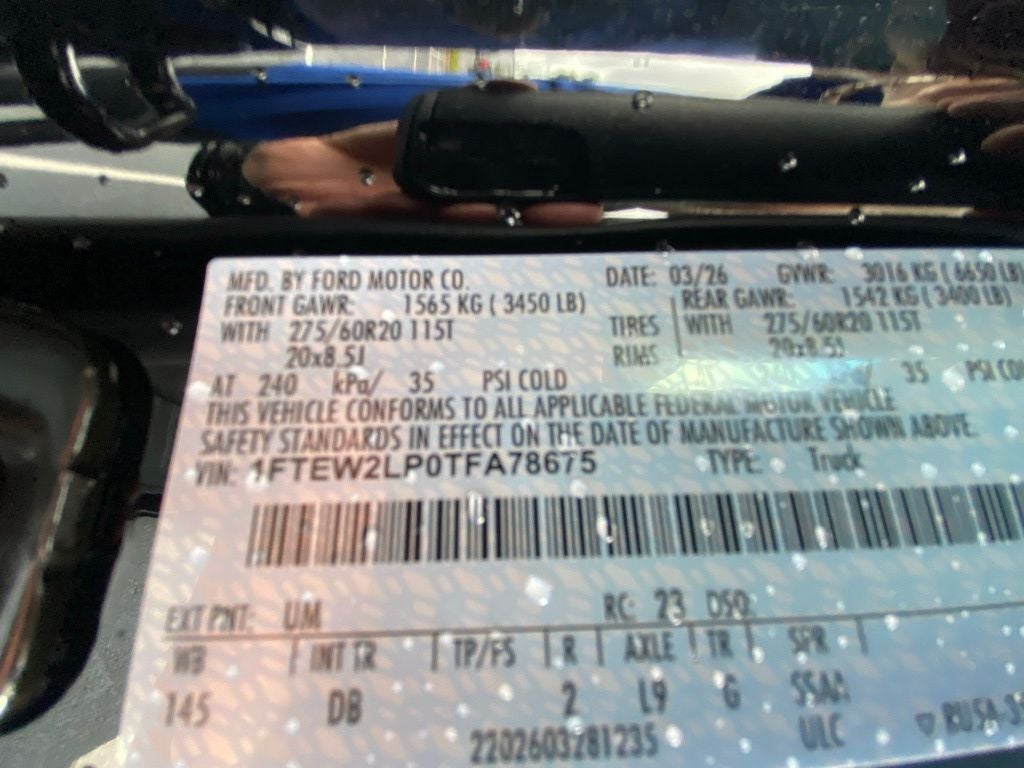 MFD. BY FORD MOTOR CO. DATE: 03/26 GVWR: 3016 KG ( 6650 LB)
FRONT GAWR: 1565 KG ( 3450 LB) REAR GAWR: 1542 KG ( 3400 LB)
WITH 275/60R20 115T TIRES WITH 275/60R20 115T
20x8.5J RIMS 20x8.5J
AT 240 kPa/ 35 PSI COLD 35 PSI
THIS VEHICLE CONFORMS TO ALL APPLICABLE FEDERAL MOTOR VEHICLE
SAFETY STANDARDS IN EFFECT ON THE DATE OF MANUFACTURE SHOWN ABOVE.
VIN: 1FTEW2LP0TFA78675 TYPE: Truck
EXT PNT: UM RC: 23 DSO:
WB INT TR TP/FS R AXLE TR SPR
145 DB 2 L9 G SSAA
2202603281235 ULC RU5A-